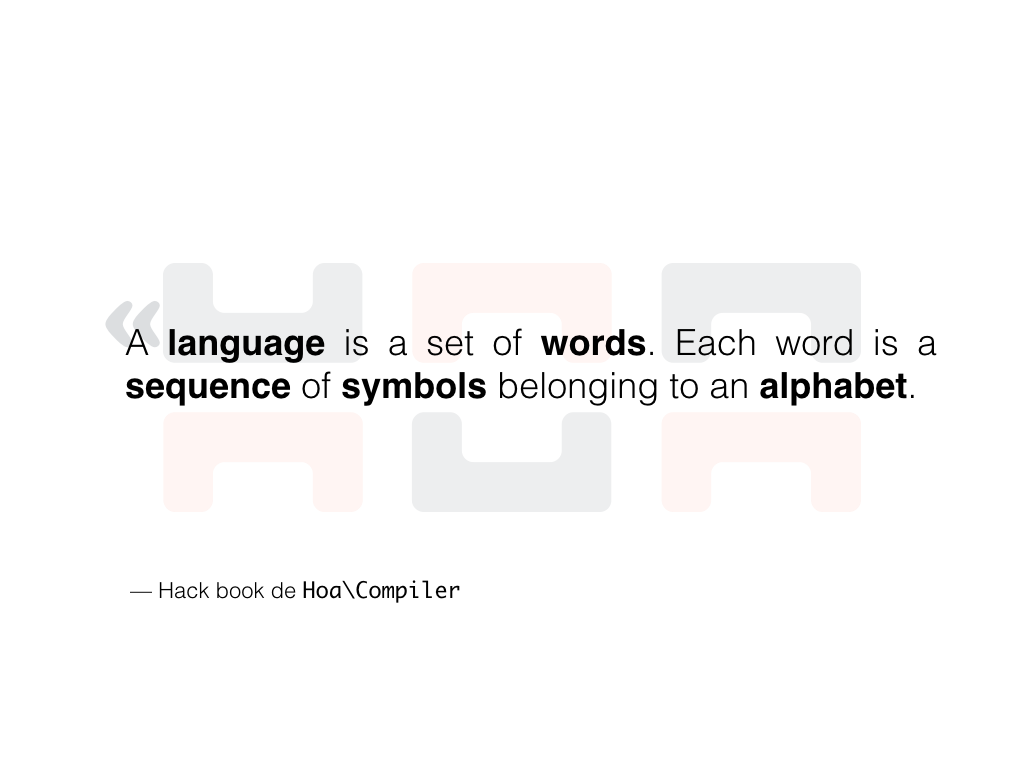 «
A language is a set of words. Each word is a
sequence of symbols belonging to an alphabet.
— Hack book de Hoa\Compiler